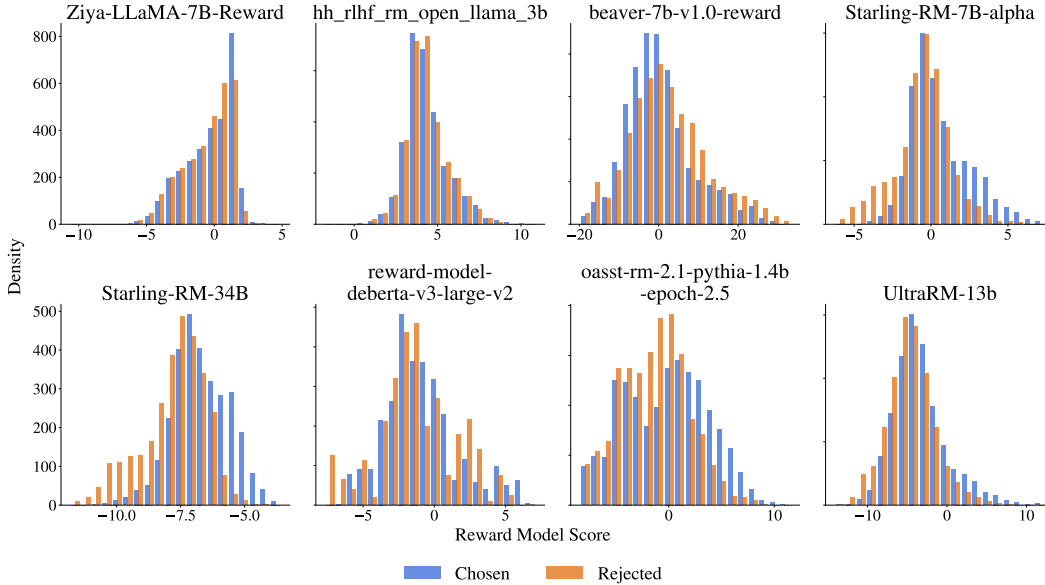 Ziya-LLaMA-7B-Reward
hh_rlhf_rm_open_llama_3b
beaver-7b-v1.0-reward
Starling-RM-7B-alpha
800
600
400
200
0
−10
−5
0
5
0
5
10
−20
0
20
−5
0
5
Density
Starling-RM-34B
reward-model-
deberta-v3-large-v2
oasst-rm-2.1-pythia-1.4b
-epoch-2.5
UltraRM-13b
500
400
300
200
100
0
−10.0
−7.5
−5.0
−5
0
5
0
10
−10
0
10
Reward Model Score
Chosen
Rejected